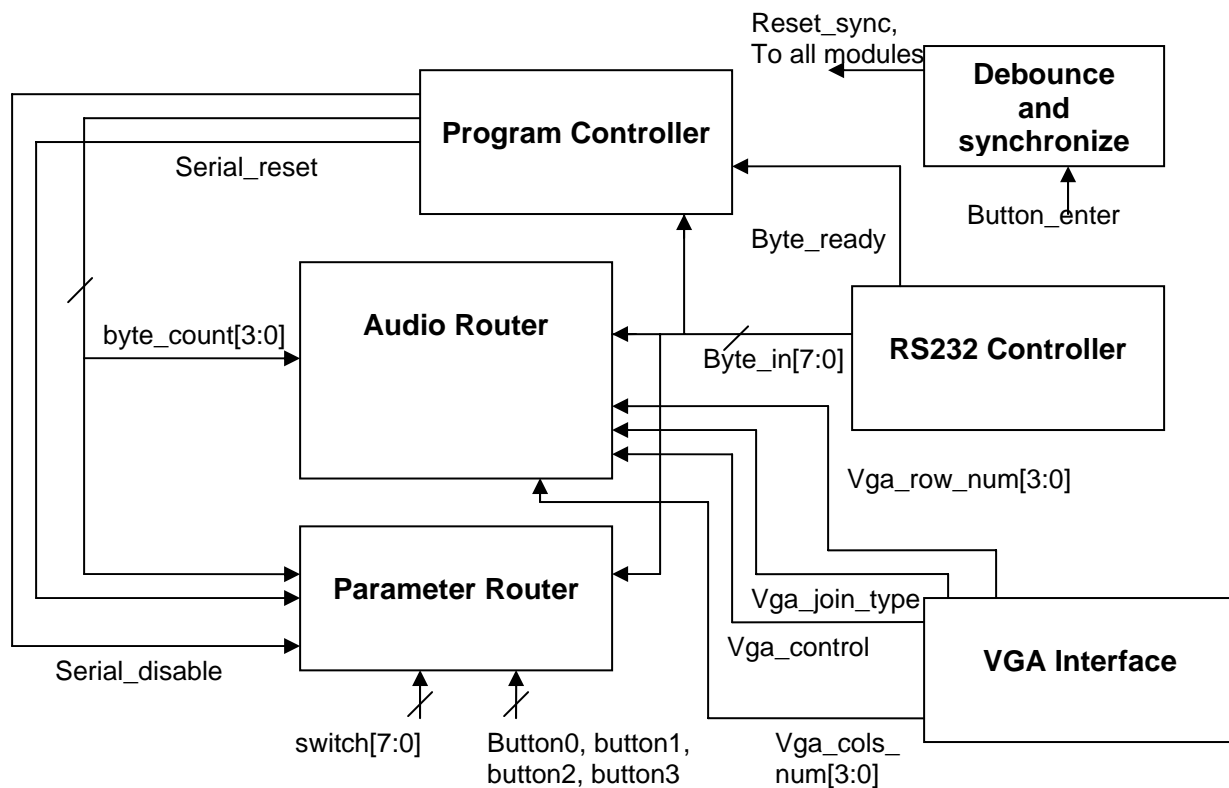 Reset_sync,
To all modules
Debounce
and
synchronize
Program Controller
Serial_reset
Button_enter
Byte_ready
byte_count[3:0]
Audio Router
Byte_in[7:0]
RS232 Controller
Vga_row_num[3:0]
Parameter Router
Vga_join_type
Vga_control
VGA Interface
Serial_disable
switch[7:0]
Button0, button1,
button2, button3
Vga_cols_
num[3:0]